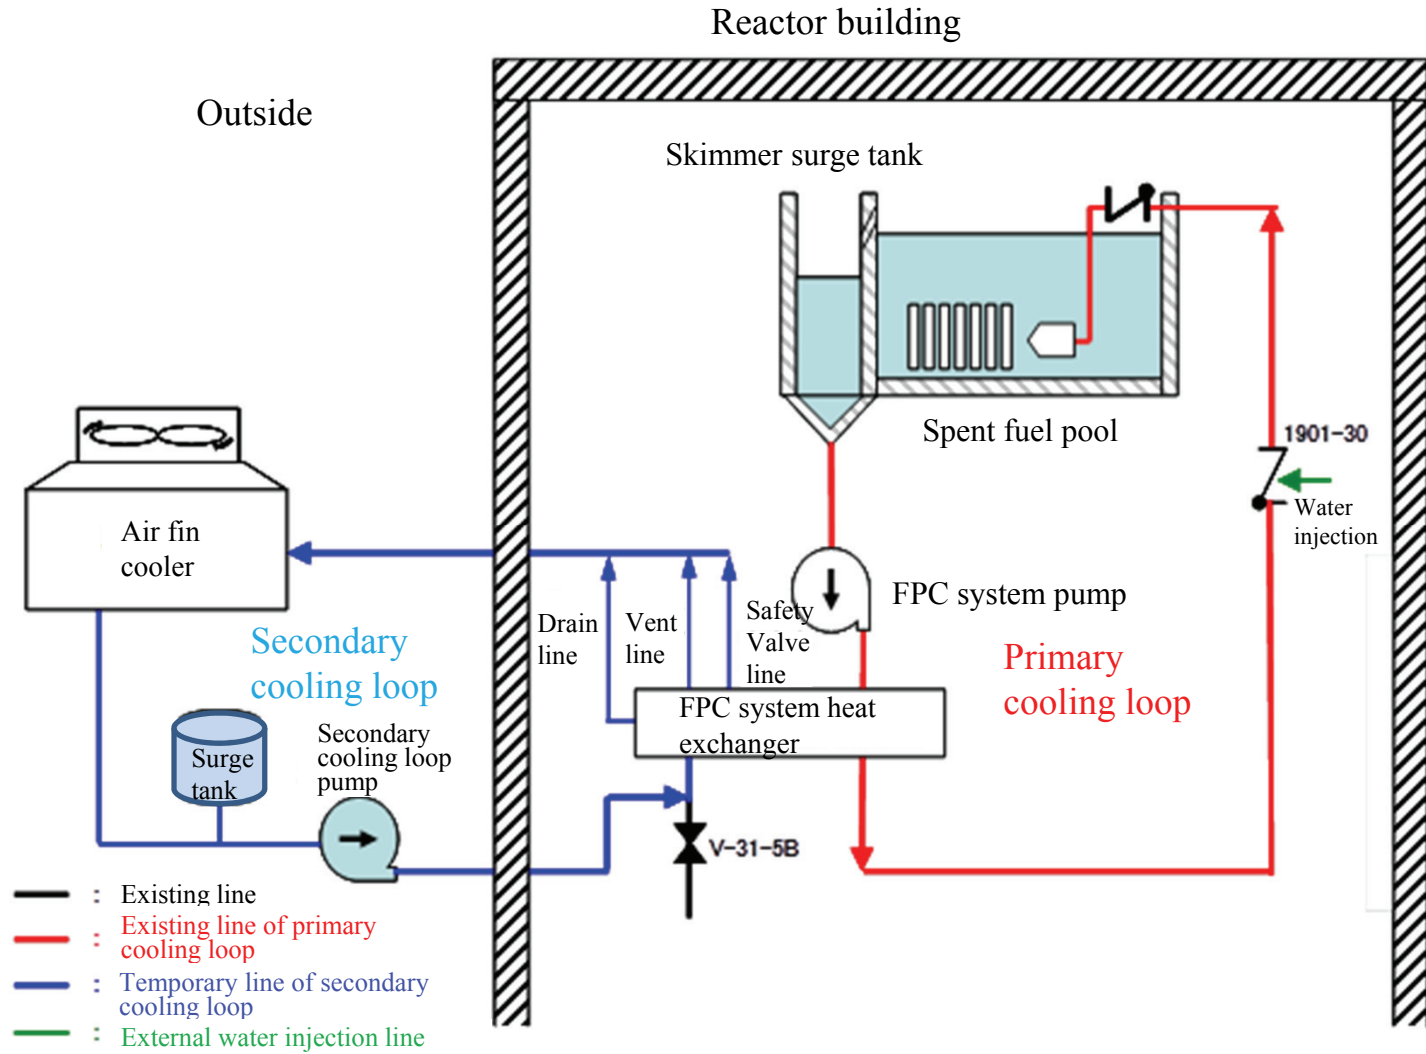 Reactor building
Outside
Skimmer surge tank
Spent fuel pool
1901-30
Water
injection
Air fin
cooler
FPC system pump
Drain
line
Vent
line
Safety
Valve
line
Secondary
cooling loop
Primary
cooling loop
FPC system heat
exchanger
Surge
tank
Secondary
cooling loop
pump
V-31-5B
: Existing line
: Existing line of primary
cooling loop
: Temporary line of secondary
cooling loop
: External water injection line